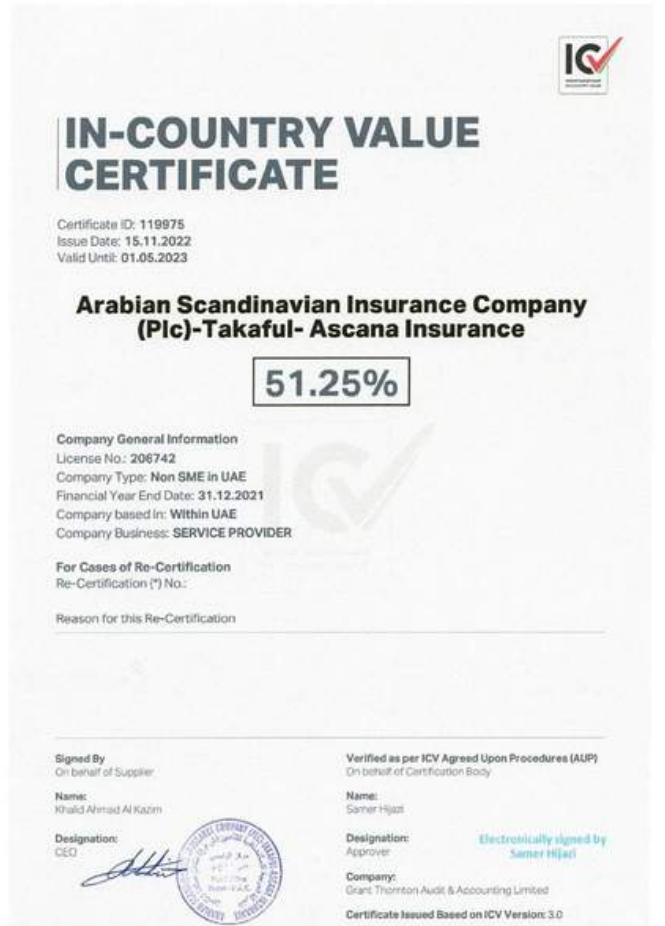 IN-COUNTRY VALUE
CERTIFICATE
Certificate ID: 119975
Issue Date: 15.11.2022
Valid Until: 01.05.2023
Arabian Scandinavian Insurance Company
(Plc)-Takaful- Ascana Insurance
51.25%
Company General Information
License No.: 206742
Company Type: Non SME in UAE
Financial Year End Date: 31.12.2021
Company based in: Within UAE
Company Business: SERVICE PROVIDER
For Cases of Re-Certification
Re-Certification (*) No.:
Reason for this Re-Certification
Signed By
On behalf of Supplier
Name:
Khalid Ahmad Al Kazim
Designation:
CEO
Verified as per ICV Agreed Upon Procedures (AUP)
On behalf of Certification Body
Name:
Samer Hijazi
Designation:
Approver
Electronically signed by
Samer Hijazi
Company:
Grant Thornton Audit & Accounting Limited
Certificate Issued Based on ICV Version: 3.0